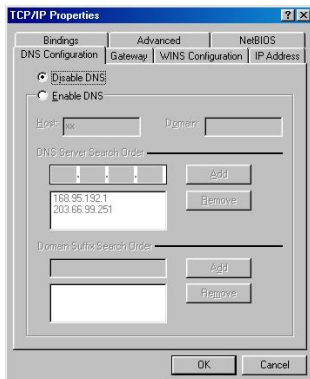 TCP/IP Properties
Bindings Advanced NetBIOS
DNS Configuration Gateway WINS Configuration IP Address
Disable DNS
Enable DNS
Host: xx Domain:
DNS Server Search Order
Add
168.95.192.1
203.66.99.251
Remove
Domain Suffix Search Order
Add
Remove
OK Cancel